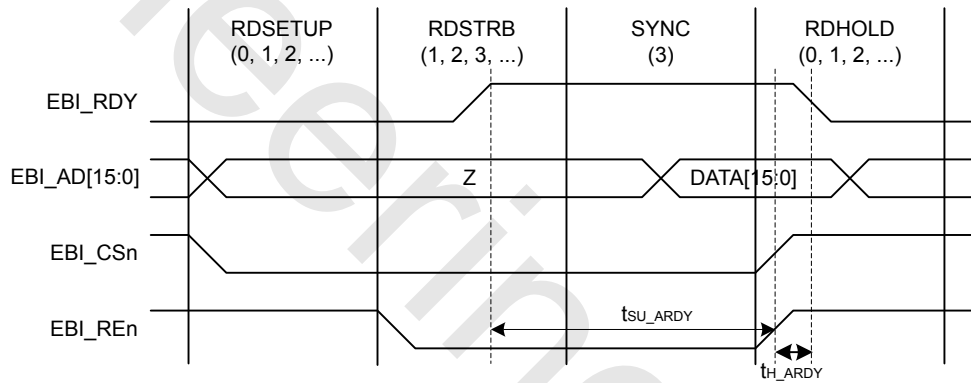 RDSETUP
(0, 1, 2, ...)
RDSTRB
(1, 2, 3, ...)
SYNC
(3)
RDHOLD
(0, 1, 2, ...)
EBI_RDY
EBI_AD[15:0]
Z
DATA[15:0]
EBI_CSn
EBI_REn
tSU_ARDY
tH_ARDY